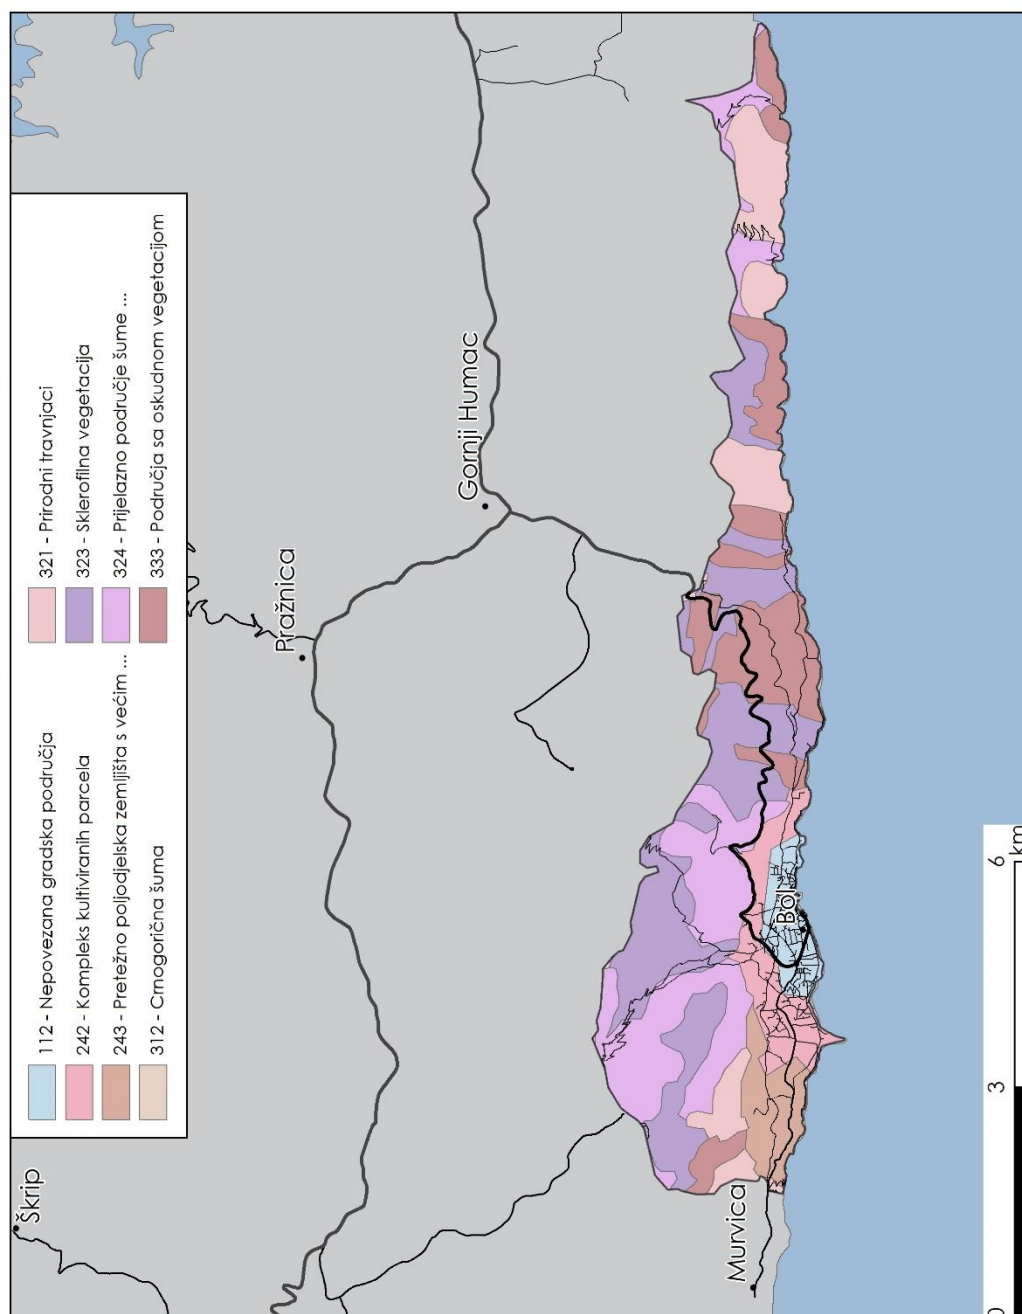 112 - Nepovezana gradska područja
242 - Kompleks kultiviranih parcela
243 - Pretežno poljodjelska zemljišta s većim ...
312 - Crnogorična šuma
321 - Prirodni travnjaci
323 - Sklerofilna vegetacija
324 - Prijelazno područje šume ...
333 - Područja sa oskudnom vegetacijom
Škrip
Pražnica
Gornji Humac
Murvica
Bol
0 3 6
km